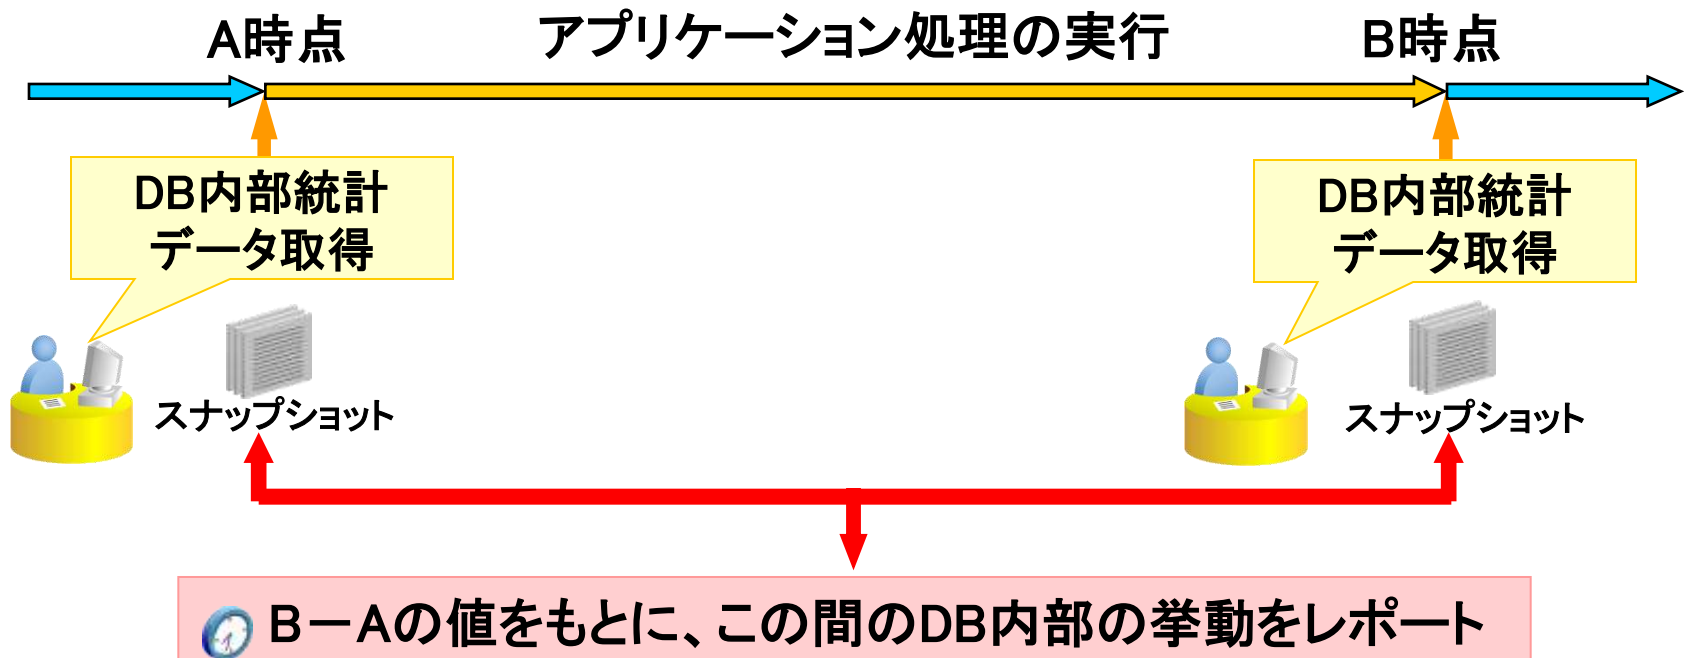 A時点
アプリケーション処理の実行
B時点
DB内部統計
データ取得
DB内部統計
データ取得
スナップショット
スナップショット
B－Aの値をもとに、この間のDB内部の挙動をレポート